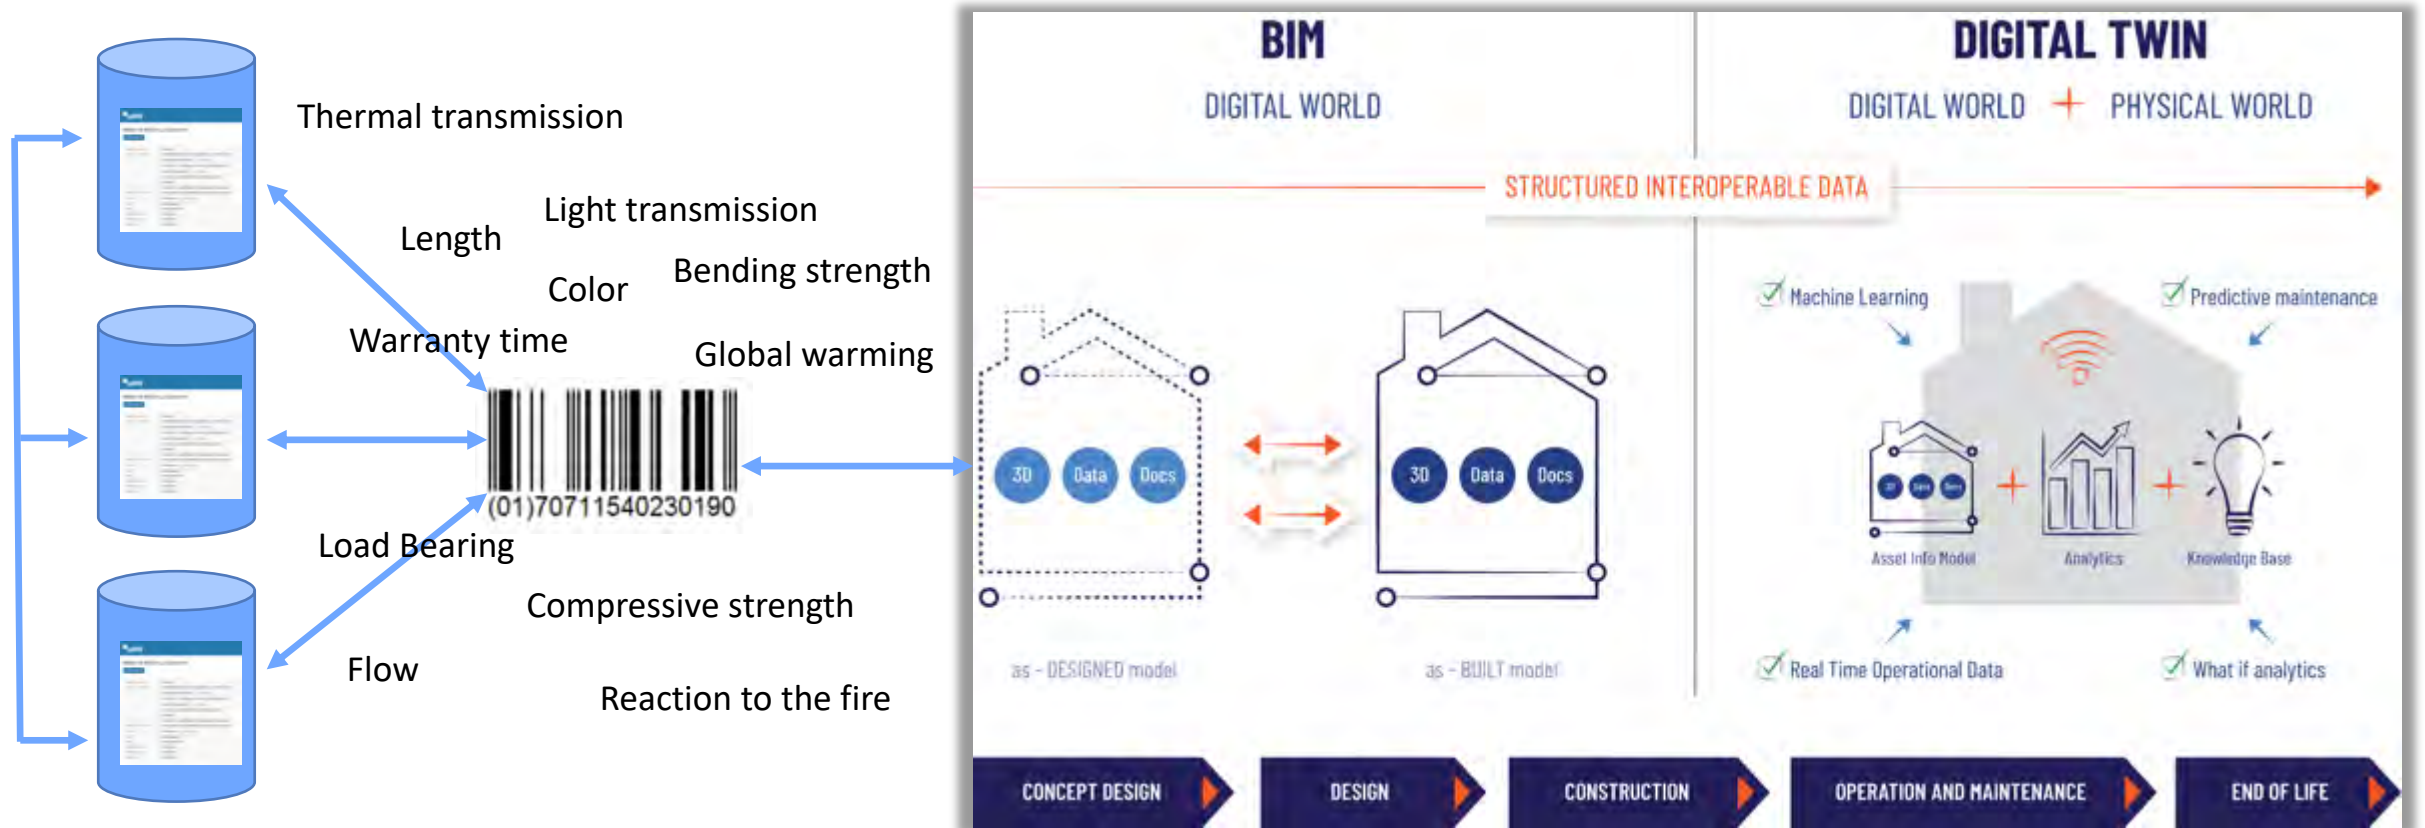 Thermal transmission
Light transmission
Length
Bending strength
Color
Warranty time
Global warming
(01)70711540230190
Load Bearing
Compressive strength
Flow
Reaction to the fire
BIM
DIGITAL WORLD
DIGITAL TWIN
DIGITAL WORLD + PHYSICAL WORLD
STRUCTURED INTEROPERABLE DATA
3D Data Docs
as - DESIGNED model
3D Data Docs
as - BUILT model
Machine Learning
Predictive maintenance
3D Data Docs
Asset Info Model
Analytics
Knowledge Base
Real Time Operational Data
What if analytics
CONCEPT DESIGN
DESIGN
CONSTRUCTION
OPERATION AND MAINTENANCE
END OF LIFE